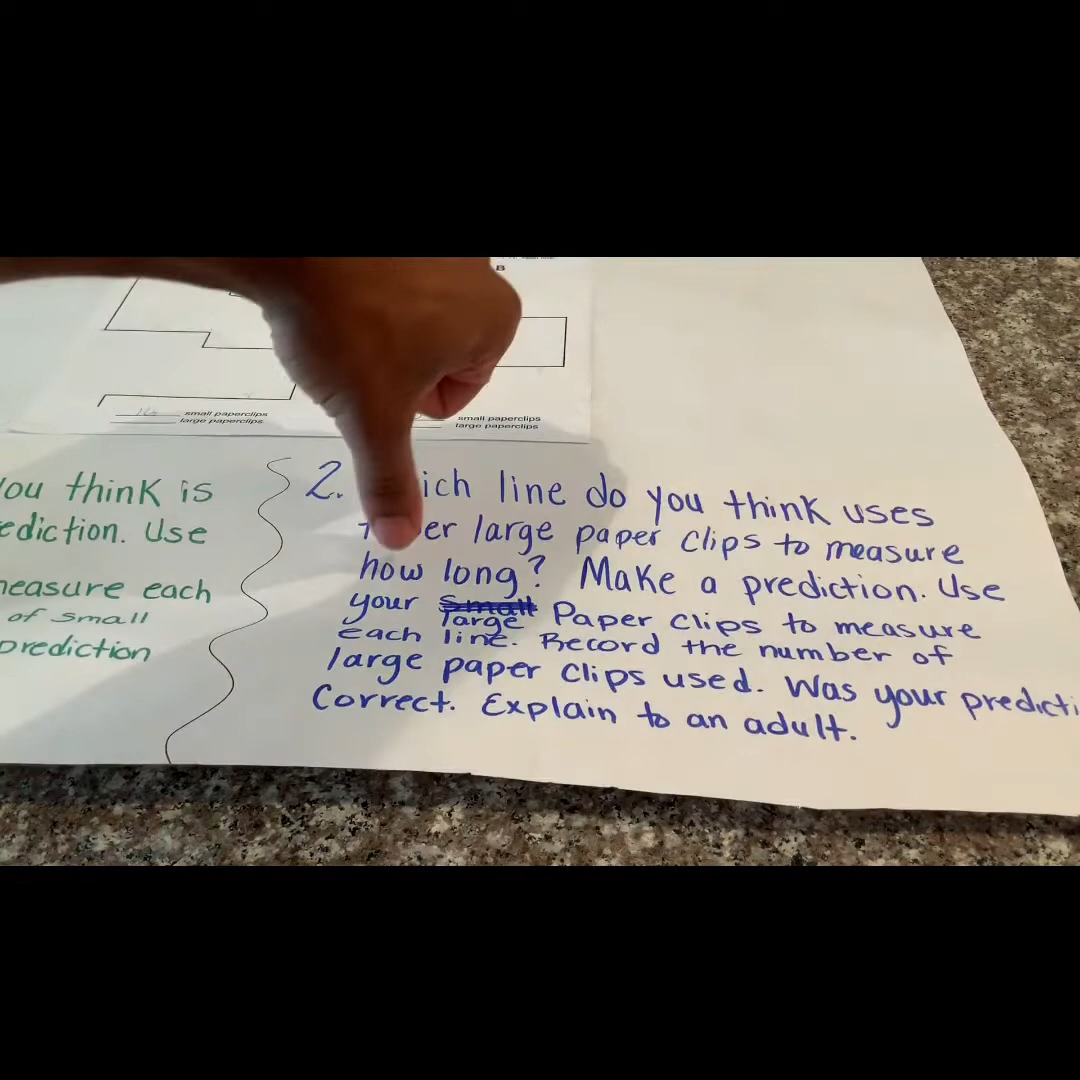 B
small paperclips
large paperclips
small paperclips
large paperclips
you think is
ediction. Use
measure each
of small
prediction
2. ich line do you think uses
er large paper clips to measure
how long? Make a prediction. Use
your small large Paper clips to measure
each line. Record the number of
large paper clips used. Was your predicti
Correct. Explain to an adult.